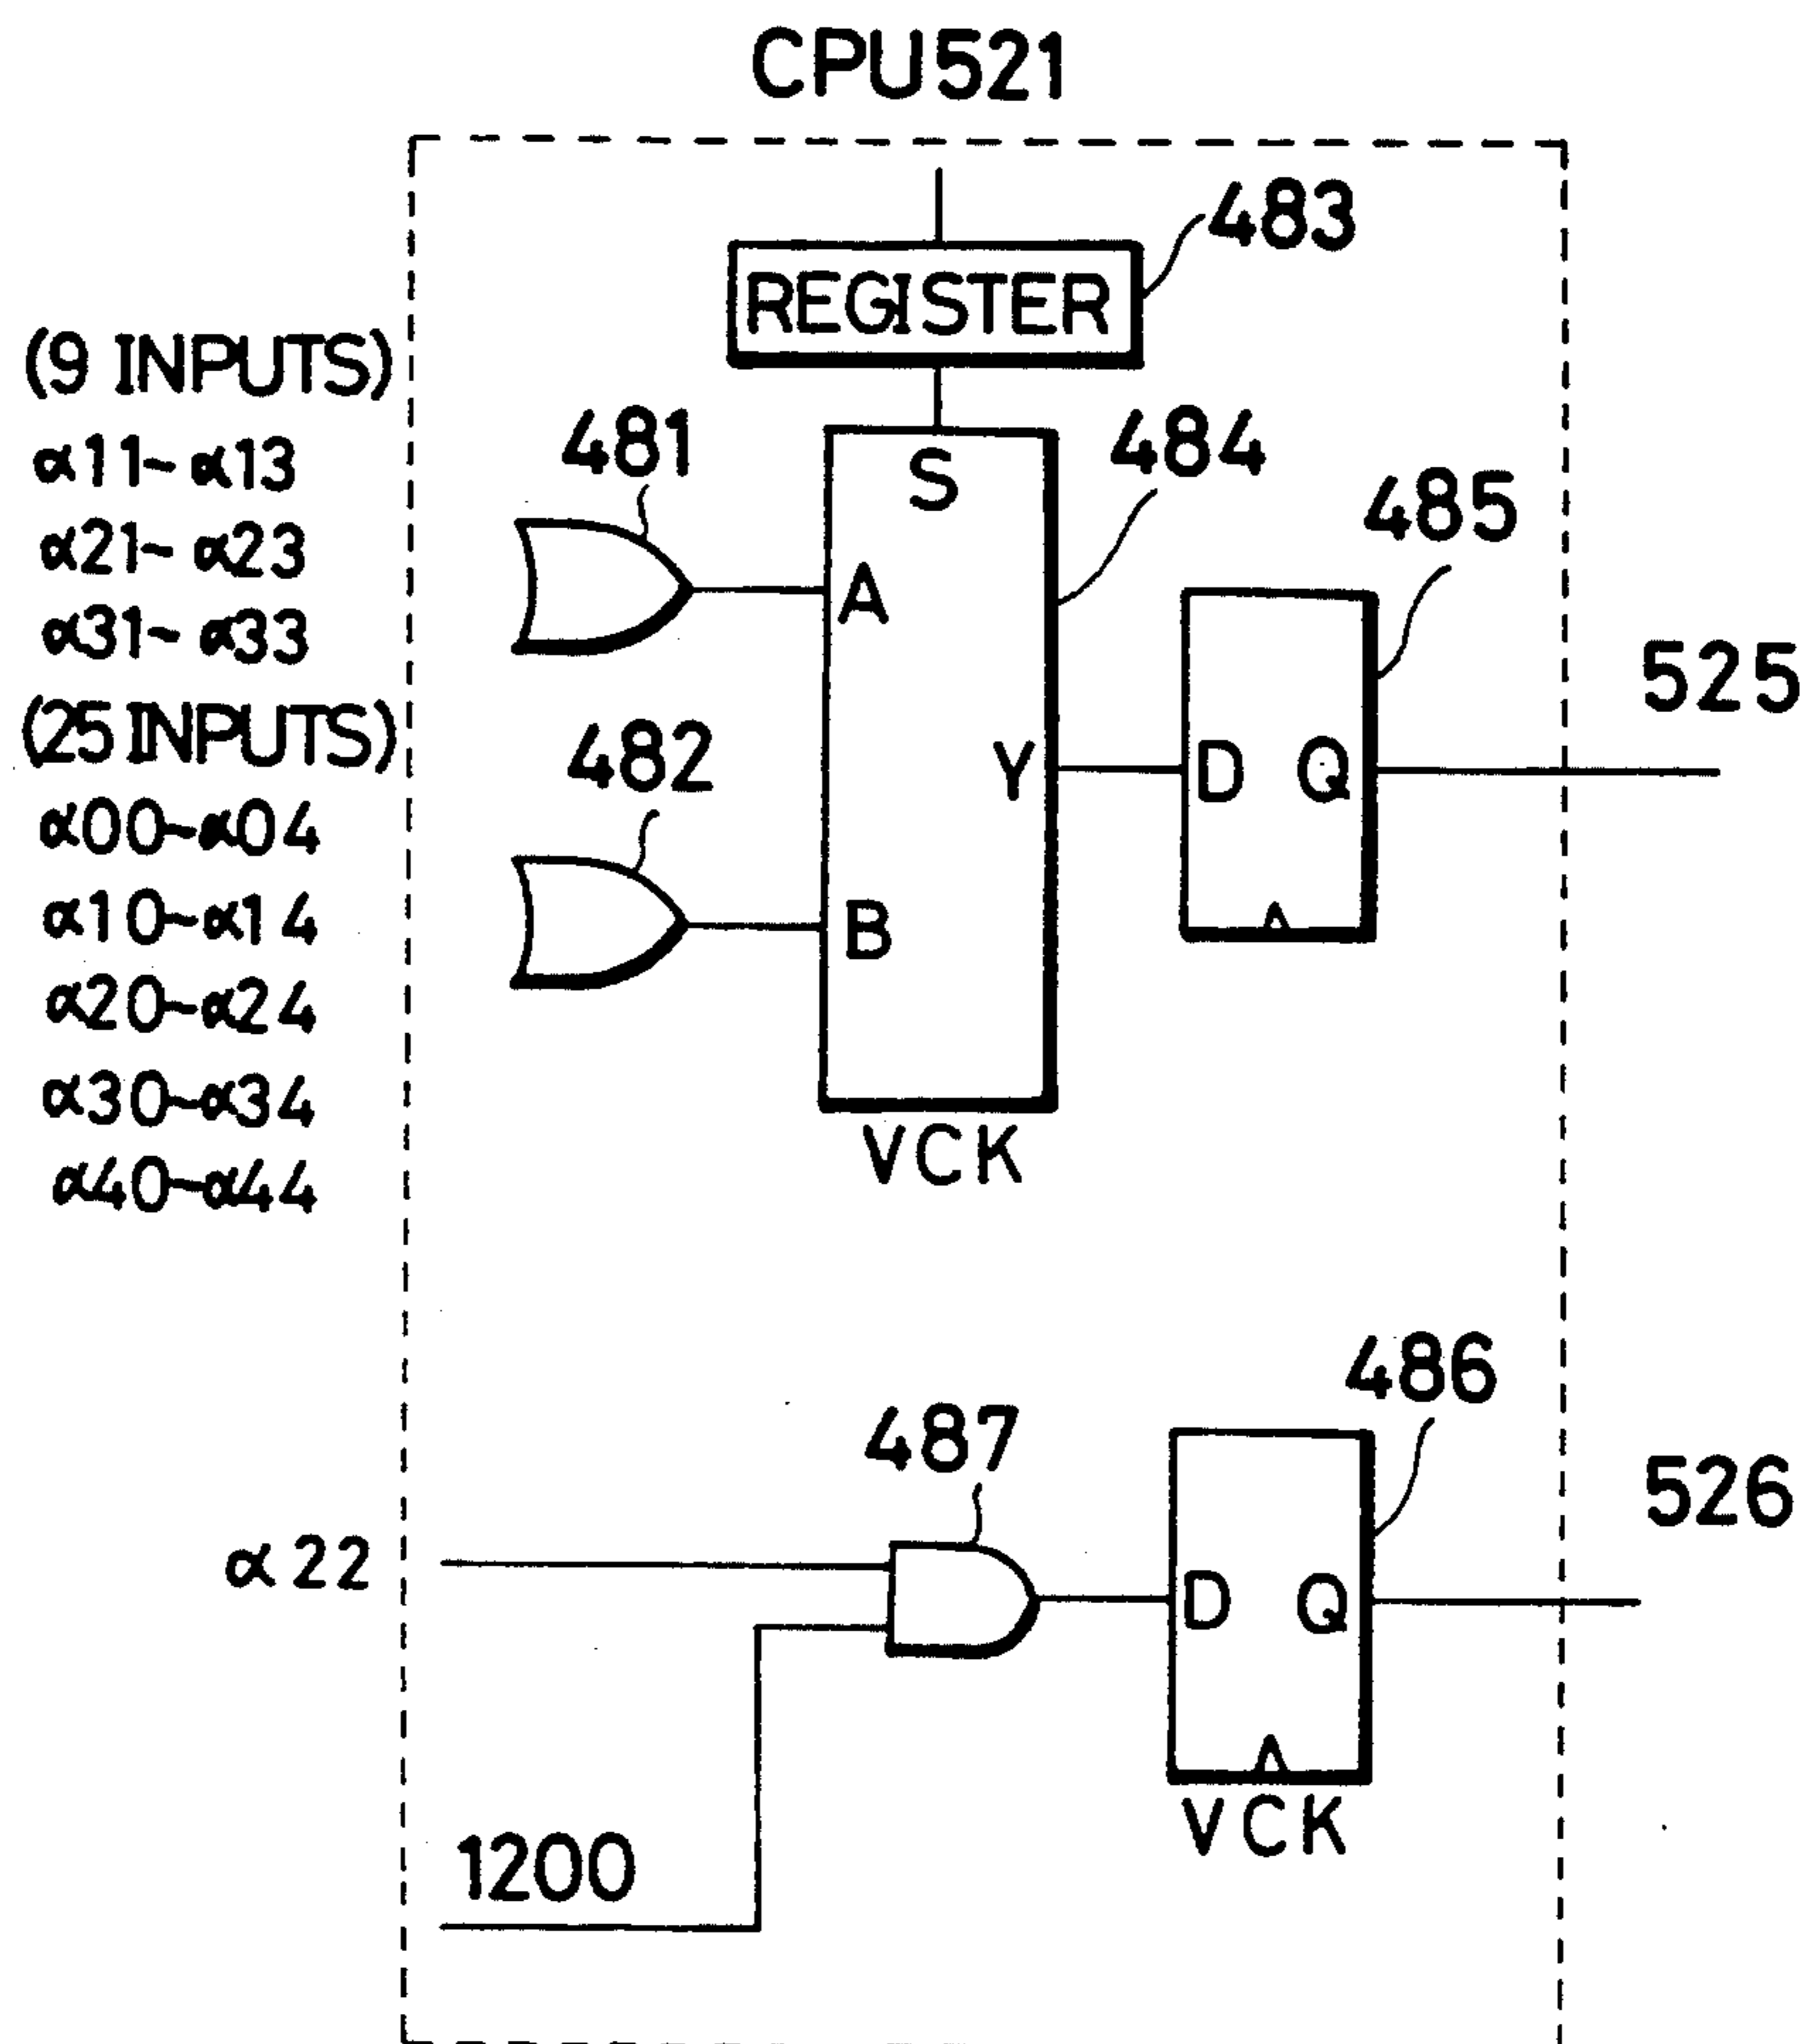 CPU521
483
REGISTER
(9 INPUTS)
α11~α13
α21~α23
α31~α33
(25 INPUTS)
α00~α04
α10~α14
α20~α24
α30~α34
α40~α44
481
482
S
A
B
Y
484
VCK
485
D Q
525
α22
1200
487
486
D Q
VCK
526